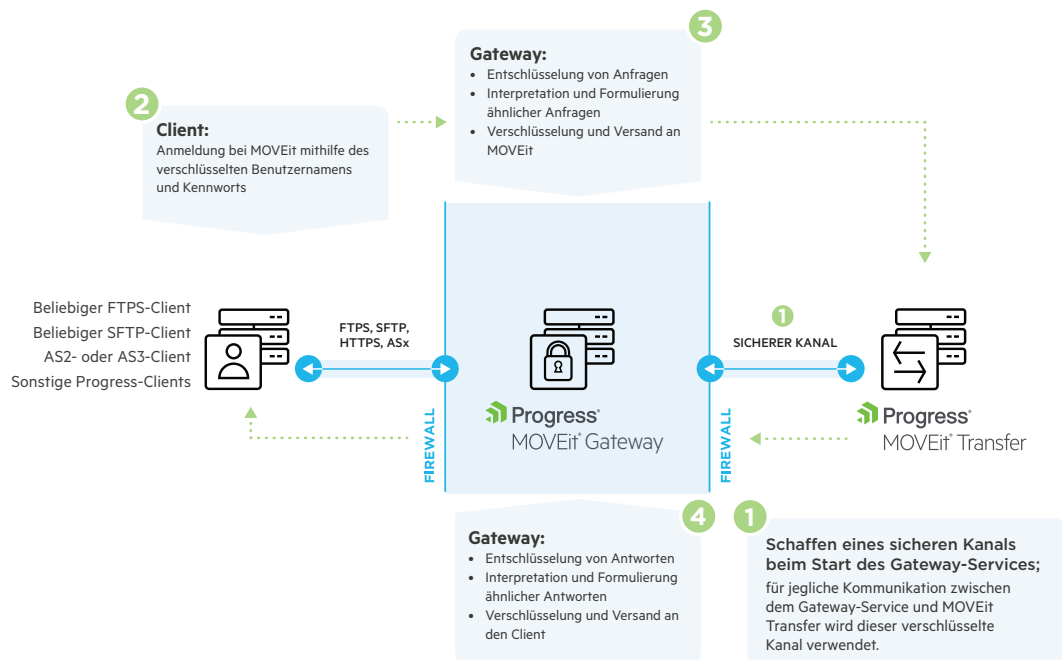 3
Gateway:
• Entschlüsselung von Anfragen
• Interpretation und Formulierung
ähnlicher Anfragen
• Verschlüsselung und Versand an
MOVEit
2
Client:
Anmeldung bei MOVEit mithilfe des
verschlüsselten Benutzernamens
und Kennworts
Beliebiger FTPS-Client
Beliebiger SFTP-Client
AS2- oder AS3-Client
Sonstige Progress-Clients
FTPS, SFTP,
HTTPS, ASx
FIREWALL
Progress®
MOVEit® Gateway
1
SICHERER KANAL
FIREWALL
Progress®
MOVEit® Transfer
4
Gateway:
• Entschlüsselung von Antworten
• Interpretation und Formulierung
ähnlicher Antworten
• Verschlüsselung und Versand an
den Client
1
Schaffen eines sicheren Kanals
beim Start des Gateway-Services;
für jegliche Kommunikation zwischen
dem Gateway-Service und MOVEit
Transfer wird dieser verschlüsselte
Kanal verwendet.